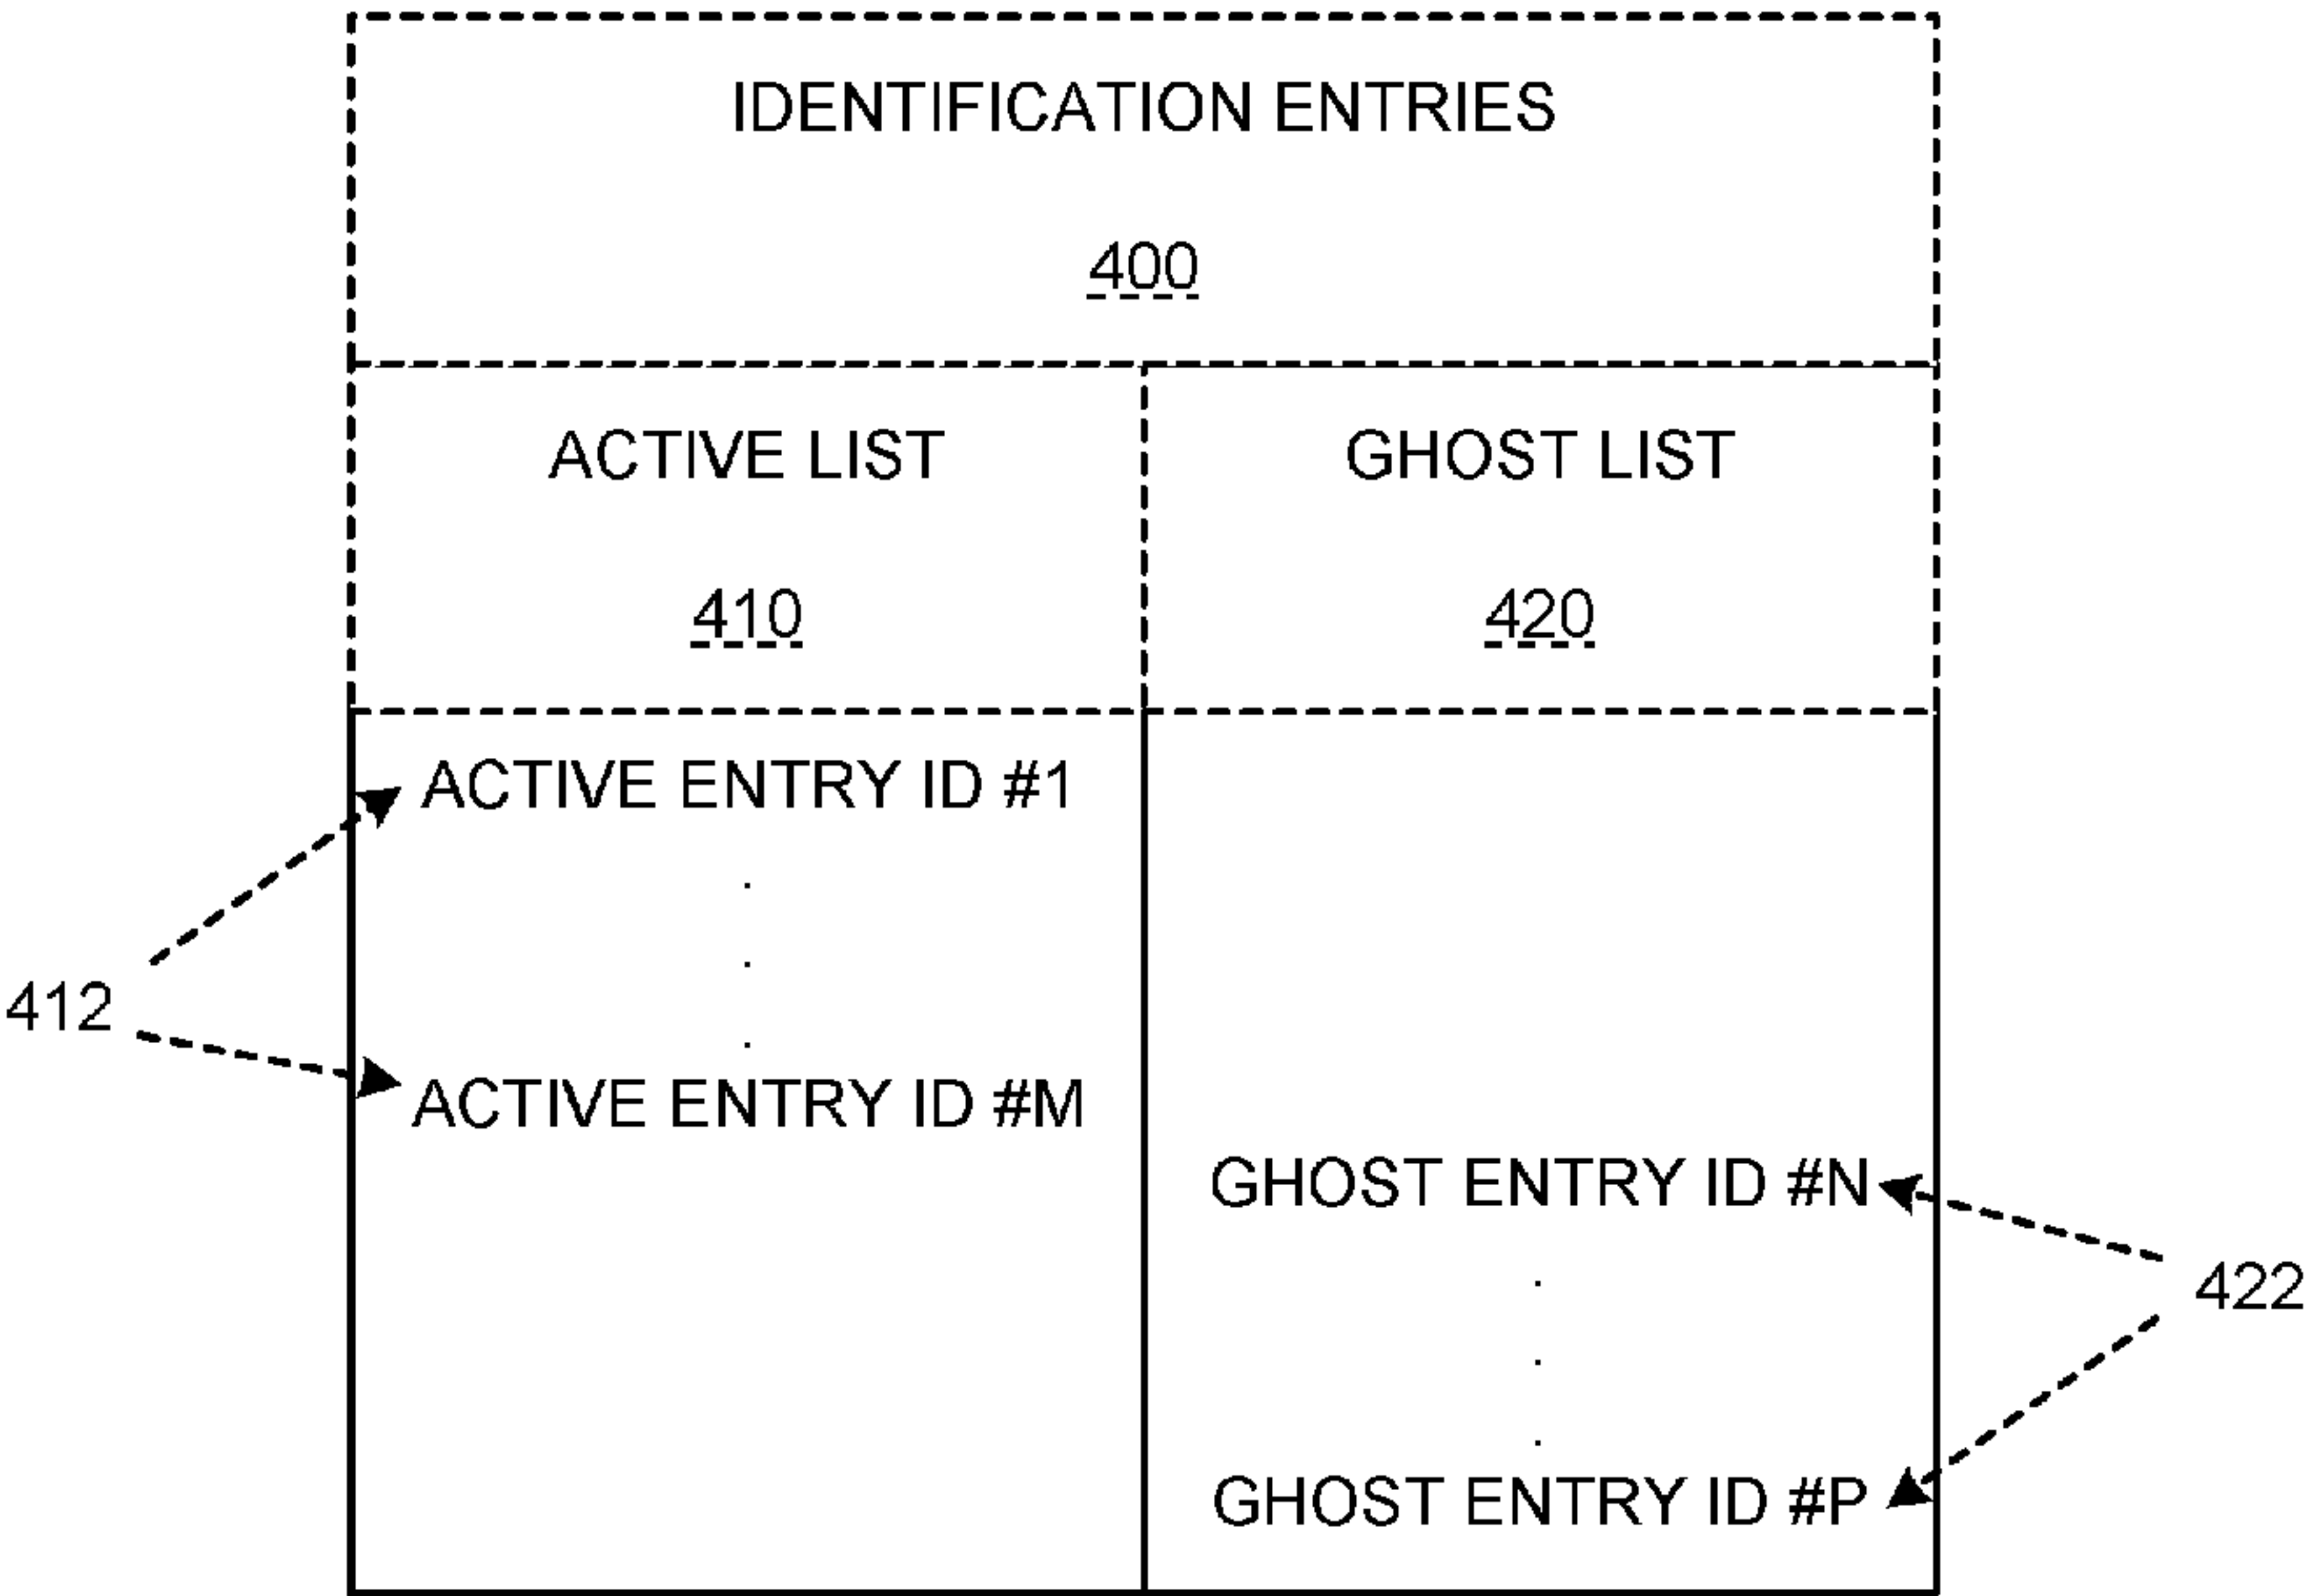 IDENTIFICATION ENTRIES
400
ACTIVE LIST
GHOST LIST
410
420
ACTIVE ENTRY ID #1
.
.
.
412
ACTIVE ENTRY ID #M
GHOST ENTRY ID #N
.
.
.
422
GHOST ENTRY ID #P